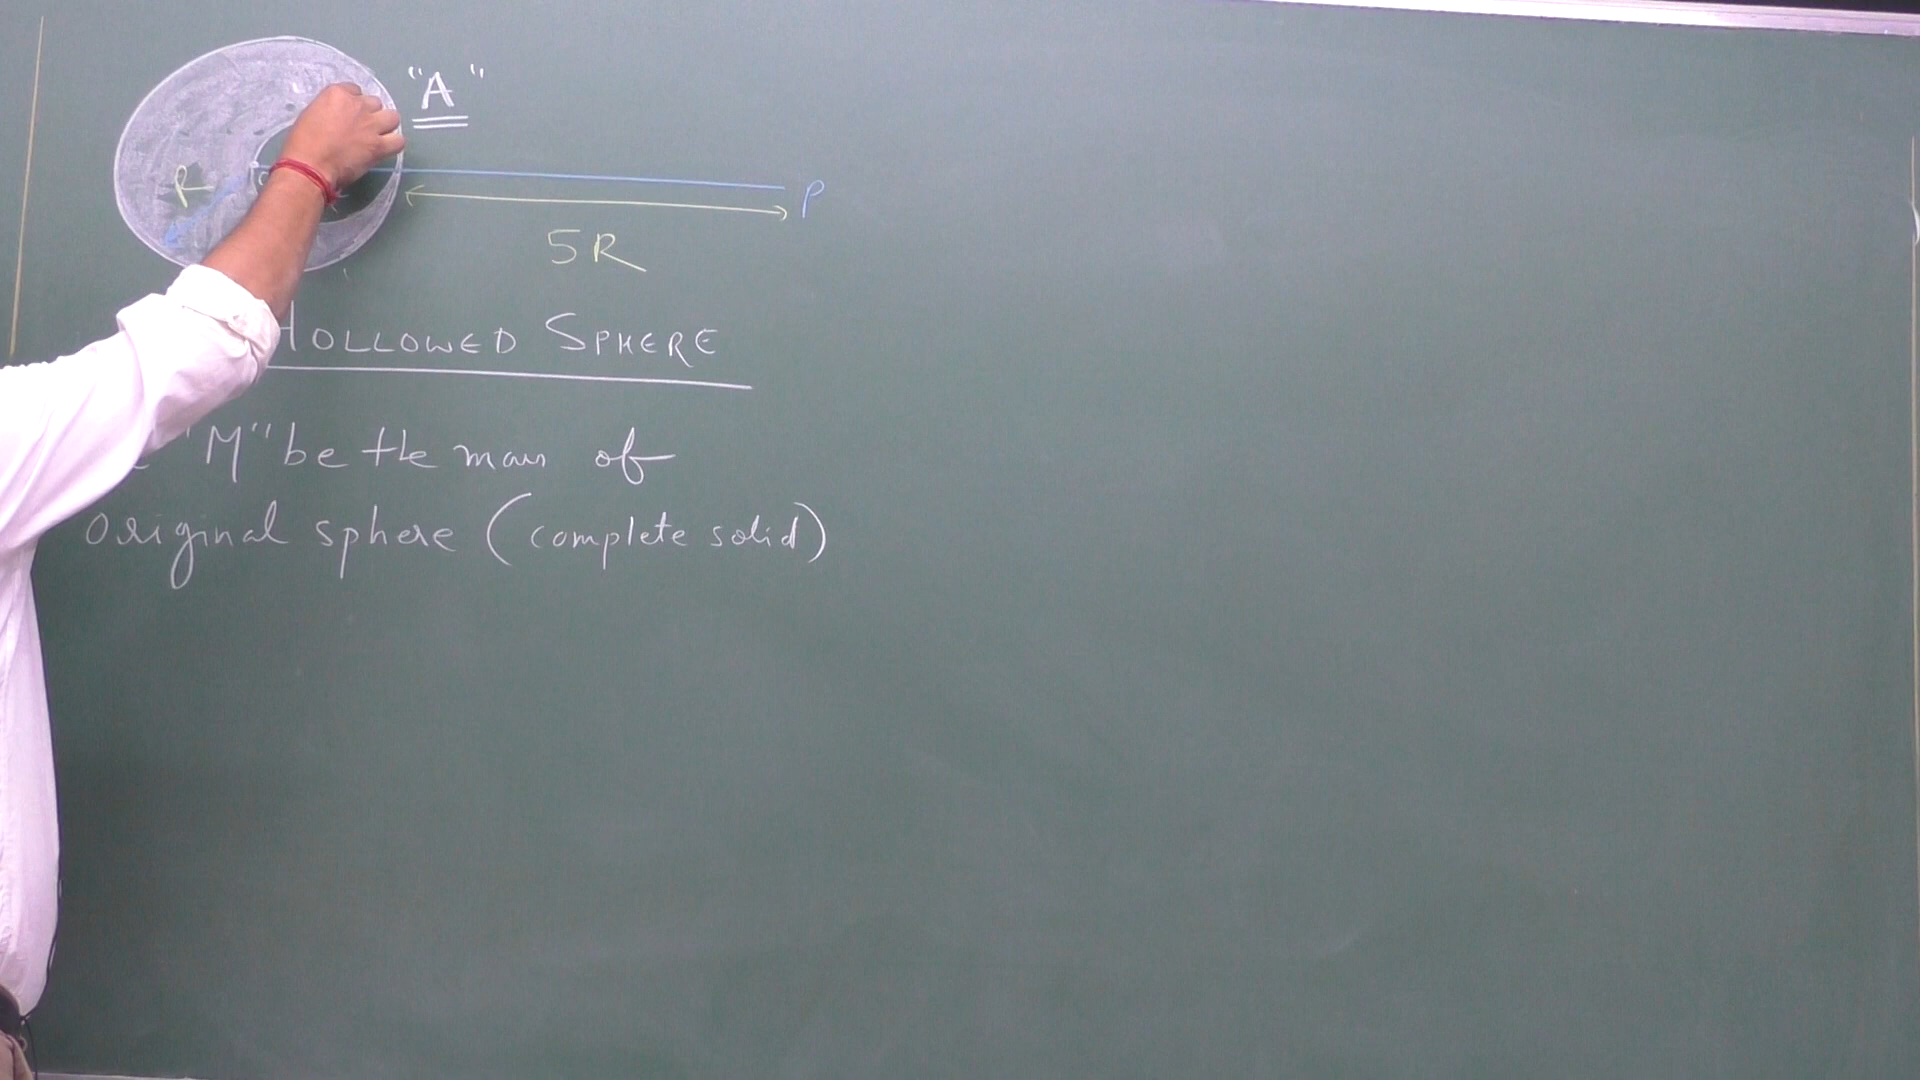 "A"
R
P
5R
HOLLOWED SPHERE
"M" be the mass of
original sphere (complete solid)